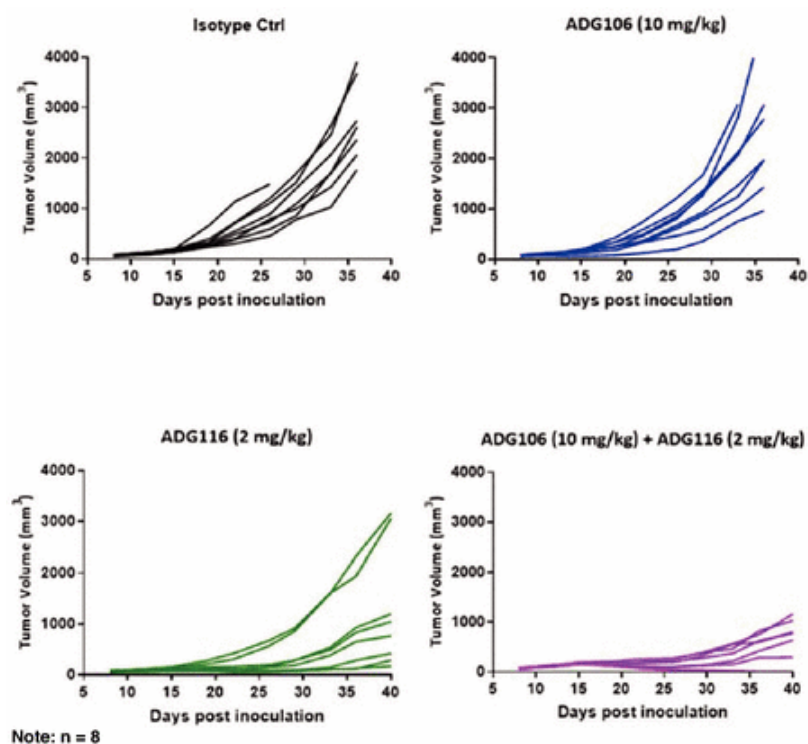 Isotype Ctrl
Tumor Volume (mm³)
4000
3000
2000
1000
0
5 10 15 20 25 30 35 40
Days post inoculation
ADG106 (10 mg/kg)
Tumor Volume (mm³)
4000
3000
2000
1000
0
5 10 15 20 25 30 35 40
Days post inoculation
ADG116 (2 mg/kg)
Tumor Volume (mm³)
4000
3000
2000
1000
0
5 10 15 20 25 30 35 40
Days post inoculation
ADG106 (10 mg/kg) + ADG116 (2 mg/kg)
Tumor Volume (mm³)
4000
3000
2000
1000
0
5 10 15 20 25 30 35 40
Days post inoculation
Note: n = 8